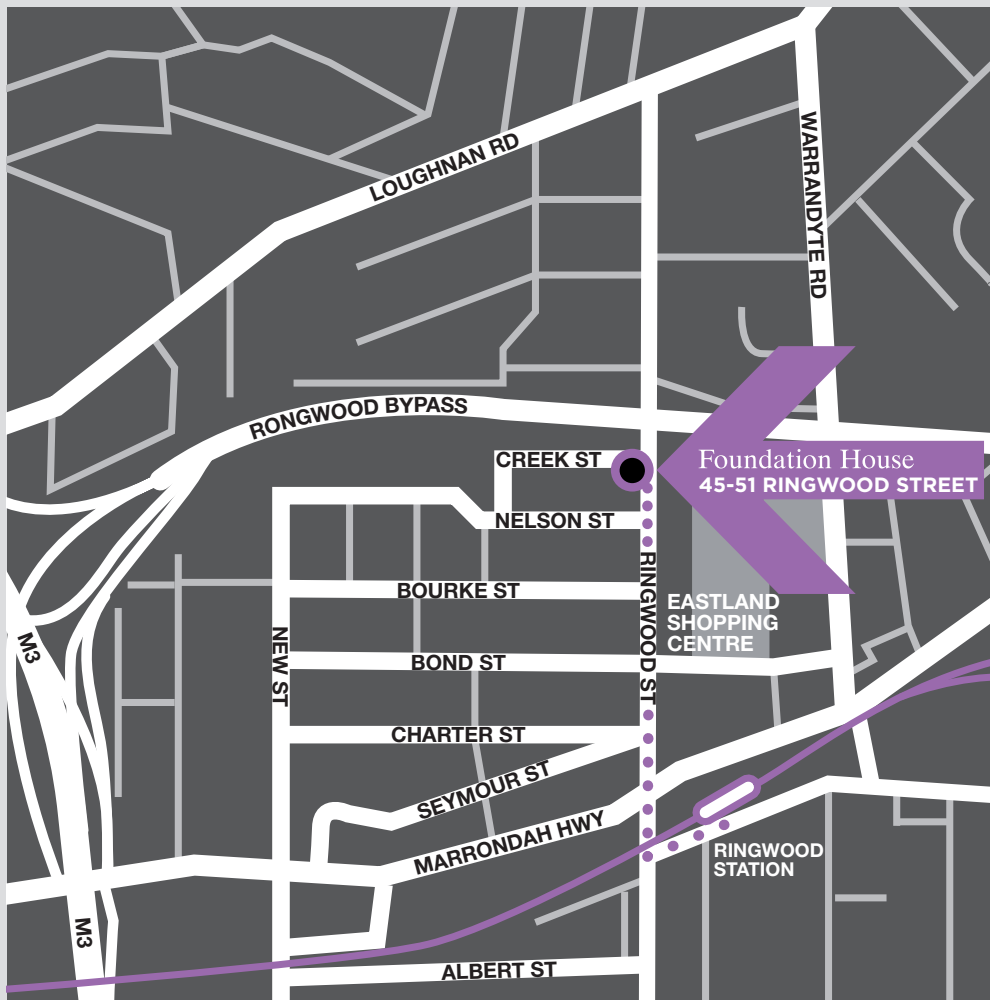 LOUGHNAN RD
WARRANDYTE RD
RONGWOOD BYPASS
CREEK ST
Foundation House
45-51 RINGWOOD STREET
NELSON ST
RINGWOOD ST
BOURKE ST
EASTLAND
SHOPPING
CENTRE
M3
NEW ST
BOND ST
CHARTER ST
SEYMOUR ST
MARRONDAH HWY
RINGWOOD
STATION
M3
ALBERT ST